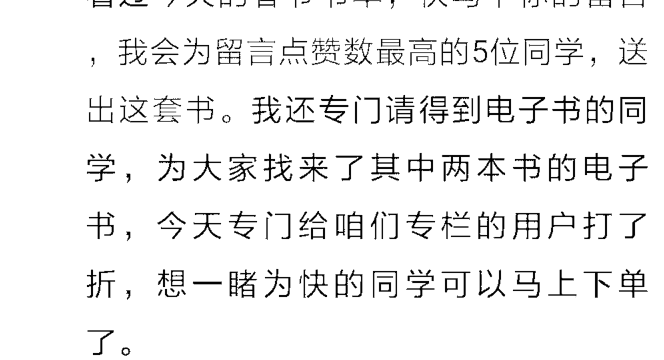 ，我会为留言点赞数最高的5位同学，送
出这套书。我还专门请得到电子书的同
学，为大家找来了其中两本书的电子
书，今天专门给咱们专栏的用户打了
折，想一睹为快的同学可以马上下单
了。